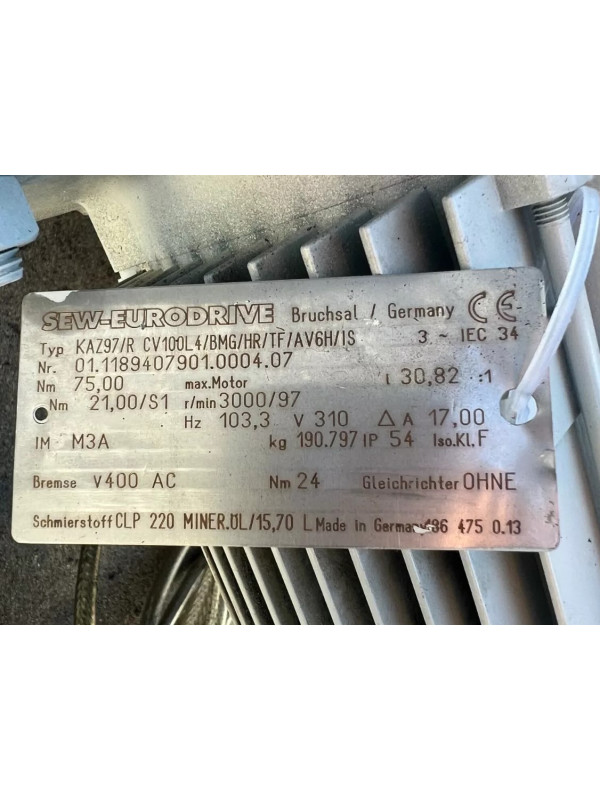 SEW-EURODRIVE Bruchsal / Germany CE
Typ KAZ97/R CV100L4/BMG/HR/TF/AV6H/IS 3 ~ IEC 34
Nr. 01.1189407901.0004.07
Nm 75,00 max.Motor i 30,82 :1
Nm 21,00/S1 r/min 3000/97
Hz 103,3 V 310 △ A 17,00
IM M3A kg 190.797 IP 54 Iso.Kl. F
Bremse V400 AC Nm 24 Gleichrichter OHNE
Schmierstoff CLP 220 MINER.ÖL/15,70 L Made in Germany 186 475 0.13